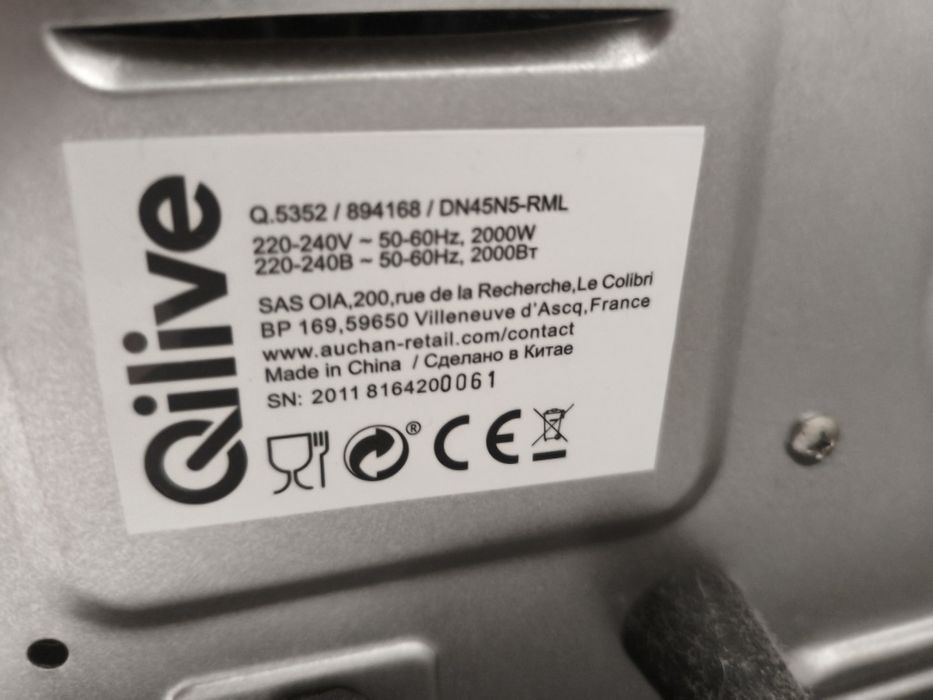 Qilive
Q.5352 / 894168 / DN45N5-RML
220-240V ~ 50-60Hz, 2000W
220-240В ~ 50-60Hz, 2000Вт
SAS OIA,200,rue de la Recherche,Le Colibri
BP 169,59650 Villeneuve d'Ascq,France
www.auchan-retail.com/contact
Made in China / Сделано в Китае
SN: 2011 8164200061
® CE